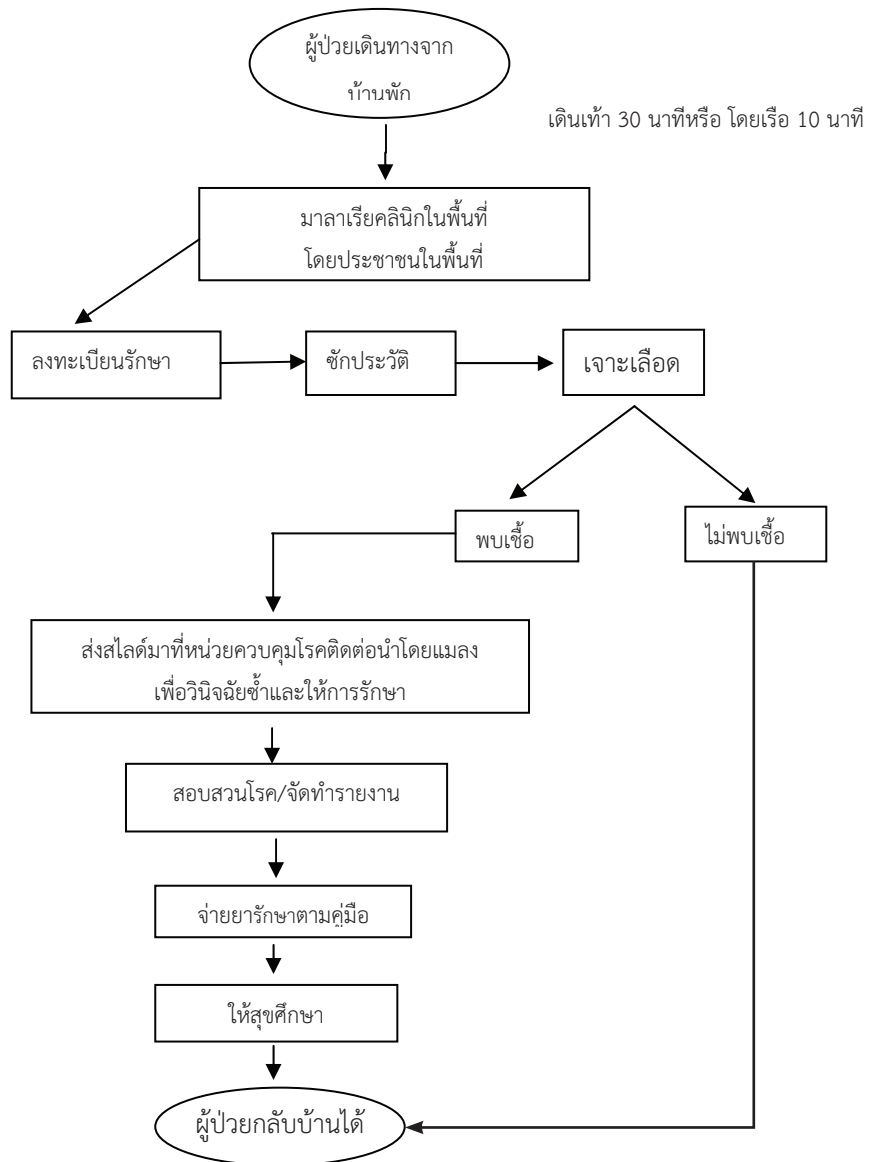 ผู้ป่วยเดินทางจาก
บ้านพัก
เดินเท้า 30 นาทีหรือ โดยเรือ 10 นาที
มาลาเรียคลินิกในพื้นที่
โดยประชาชนในพื้นที่
ลงทะเบียนรักษา
ซักประวัติ
เจาะเลือด
พบเชื้อ
ไม่พบเชื้อ
ส่งสไลด์มาที่หน่วยควบคุมโรคติดต่อนำโดยแมลง
เพื่อวินิจฉัยซ้ำและให้การรักษา
สอบสวนโรค/จัดทำรายงาน
จ่ายยารักษาตามคู่มือ
ให้สุขศึกษา
ผู้ป่วยกลับบ้านได้